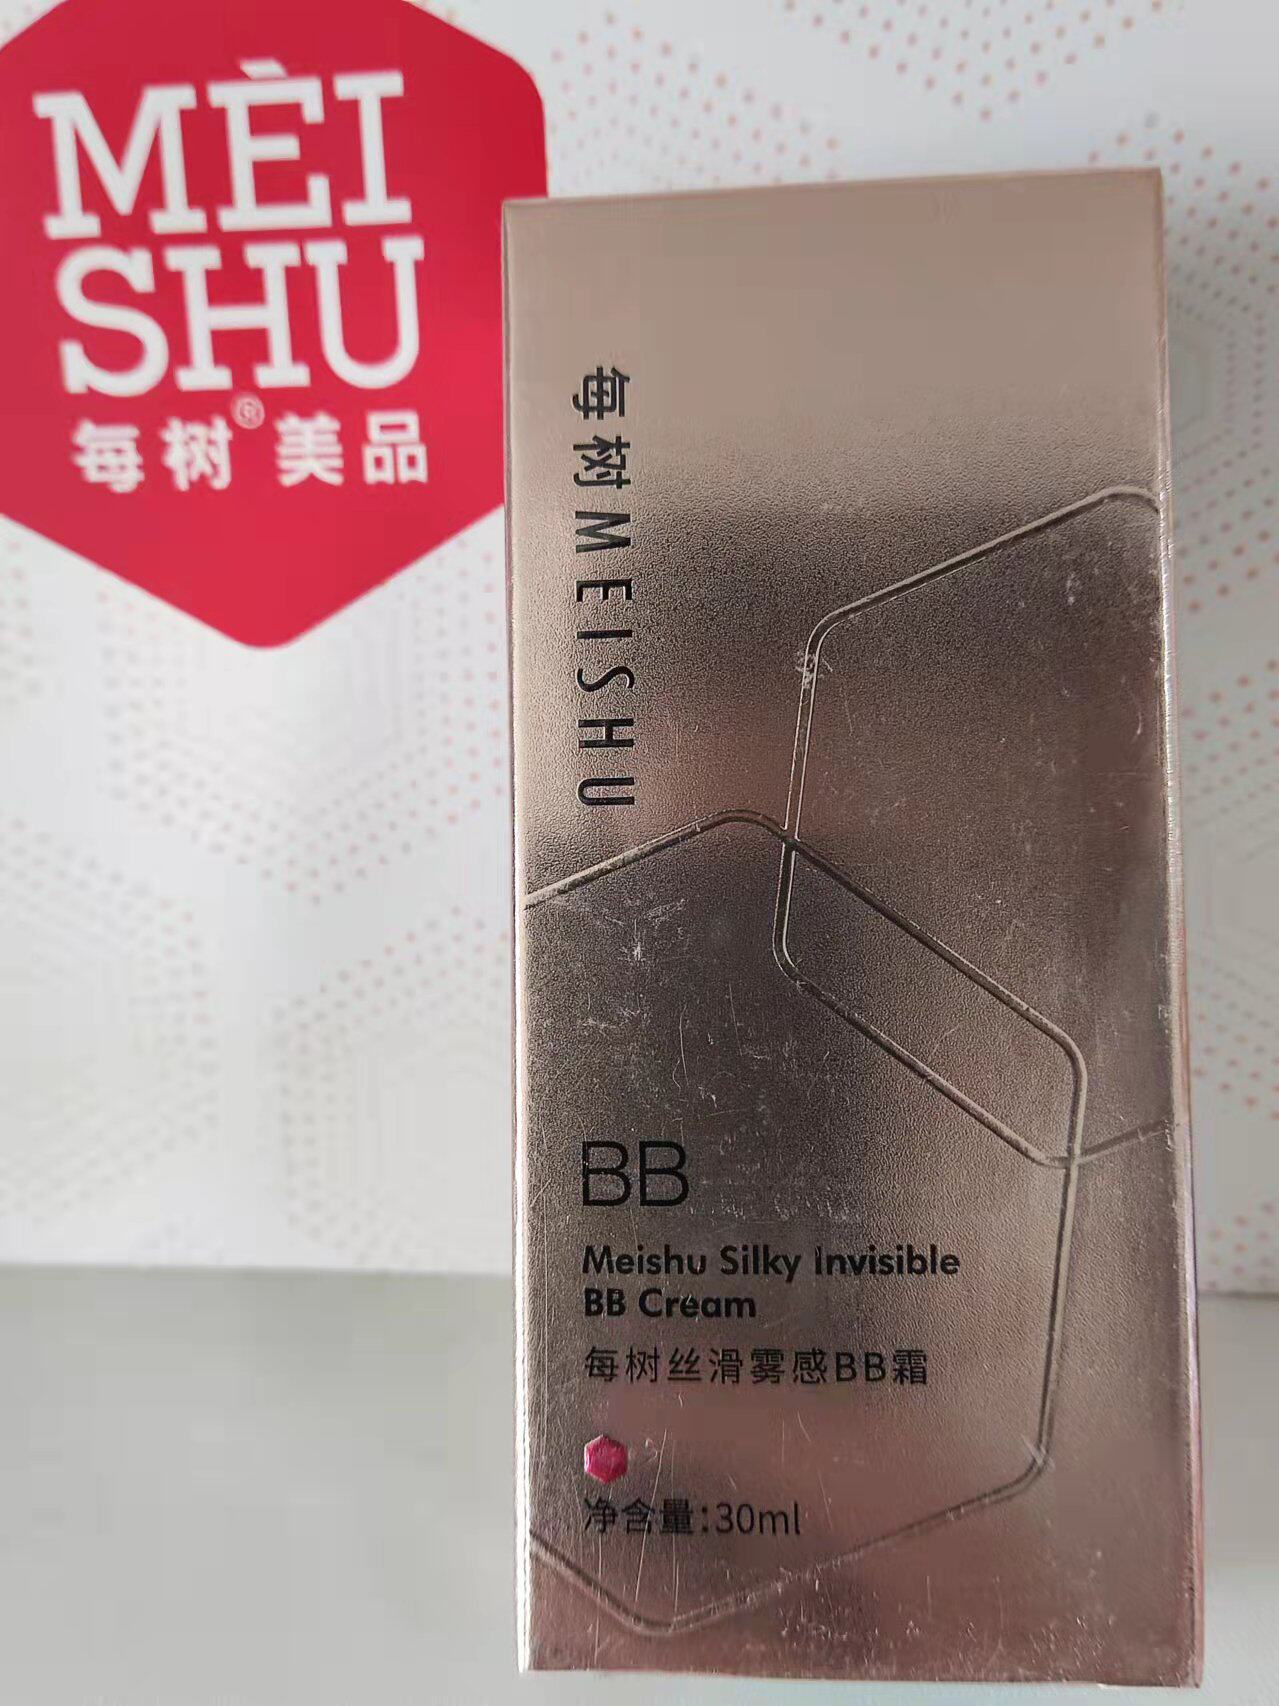 MĖI
SHU
每树®美品
每树MEISHU
BB
Meishu Silky Invisible
BB Cream
每树丝滑雾感BB霜
净含量:30ml